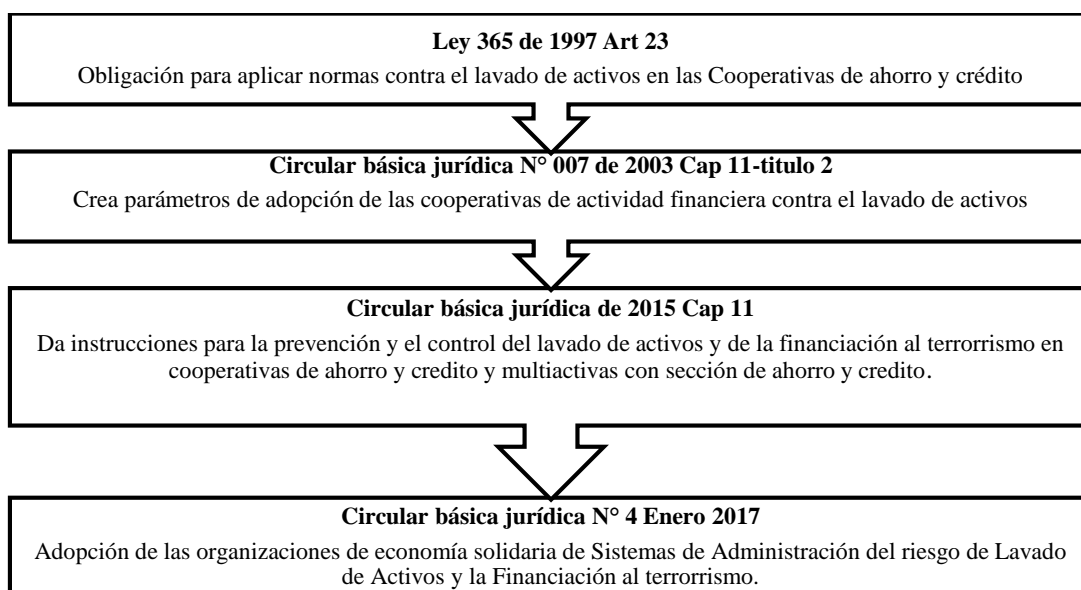 Ley 365 de 1997 Art 23
Obligación para aplicar normas contra el lavado de activos en las Cooperativas de ahorro y crédito
Circular básica jurídica N° 007 de 2003 Cap 11-titulo 2
Crea parámetros de adopción de las cooperativas de actividad financiera contra el lavado de activos
Circular básica jurídica de 2015 Cap 11
Da instrucciones para la prevención y el control del lavado de activos y de la financiación al terrorrismo en
cooperativas de ahorro y credito y multiactivas con sección de ahorro y credito.
Circular básica jurídica N° 4 Enero 2017
Adopción de las organizaciones de economía solidaria de Sistemas de Administración del riesgo de Lavado
de Activos y la Financiación al terrorrismo.